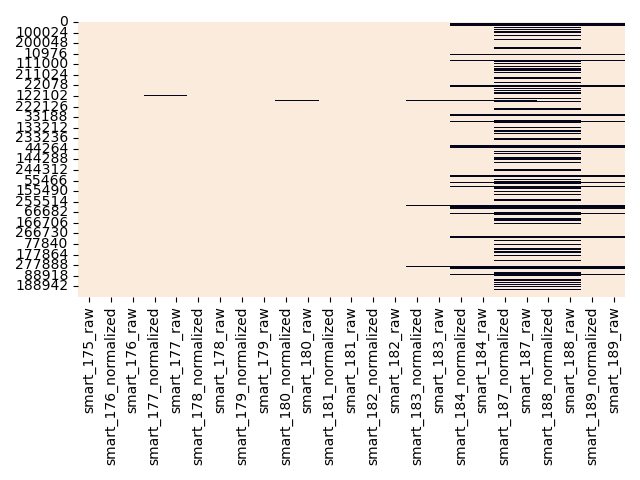 0
100024
200048
10976
111000
211024
22078
122102
222126
33188
133212
233236
44264
144288
244312
55466
155490
255514
66682
166706
266730
77840
177864
277888
88918
188942
smart_175_raw
smart_176_normalized
smart_176_raw
smart_177_normalized
smart_177_raw
smart_178_normalized
smart_178_raw
smart_179_normalized
smart_179_raw
smart_180_normalized
smart_180_raw
smart_181_normalized
smart_181_raw
smart_182_normalized
smart_182_raw
smart_183_normalized
smart_183_raw
smart_184_normalized
smart_184_raw
smart_187_normalized
smart_187_raw
smart_188_normalized
smart_188_raw
smart_189_normalized
smart_189_raw